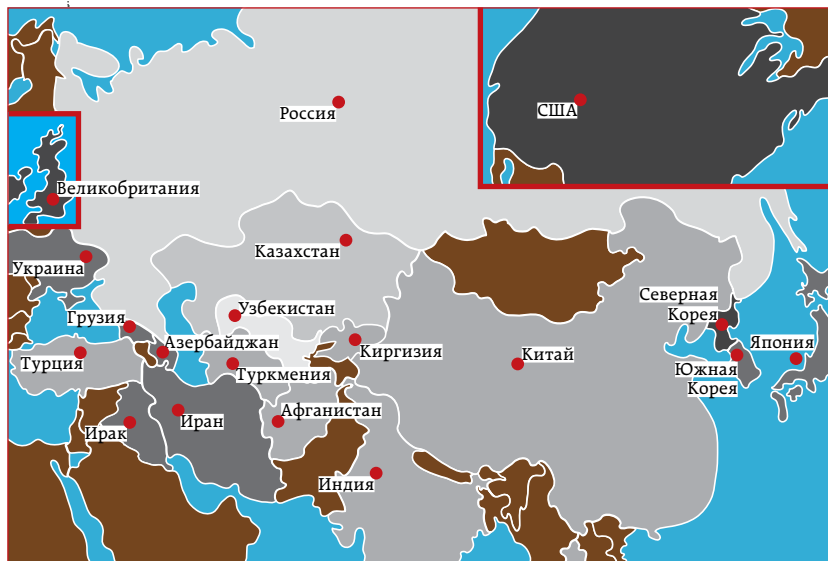 Россия
США
Великобритания
Украина
Казахстан
Грузия
Узбекистан
Северная
Корея
Турция
Азербайджан
Туркмения
Киргизия
Китай
Южная
Корея
Япония
Ирак
Иран
Афганистан
Индия